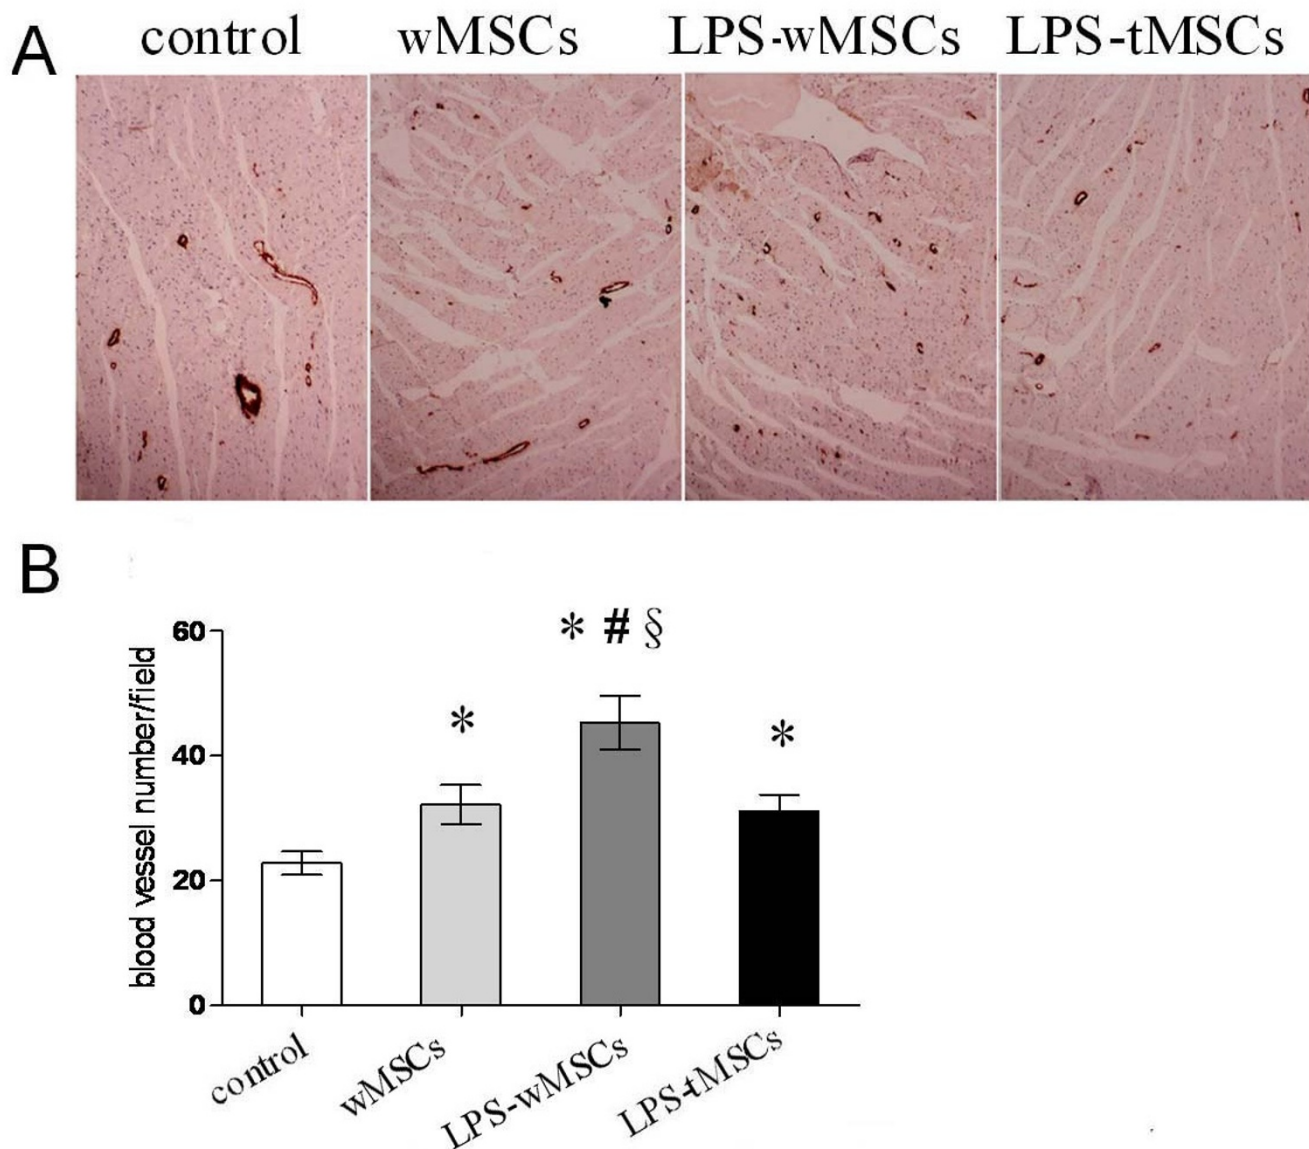 A
control wMSCs LPS-wMSCs LPS-tMSCs
B
blood vessel number/field
60
40
20
0
* # §
*
*
control
wMSCs
LPS-wMSCs
LPS-tMSCs